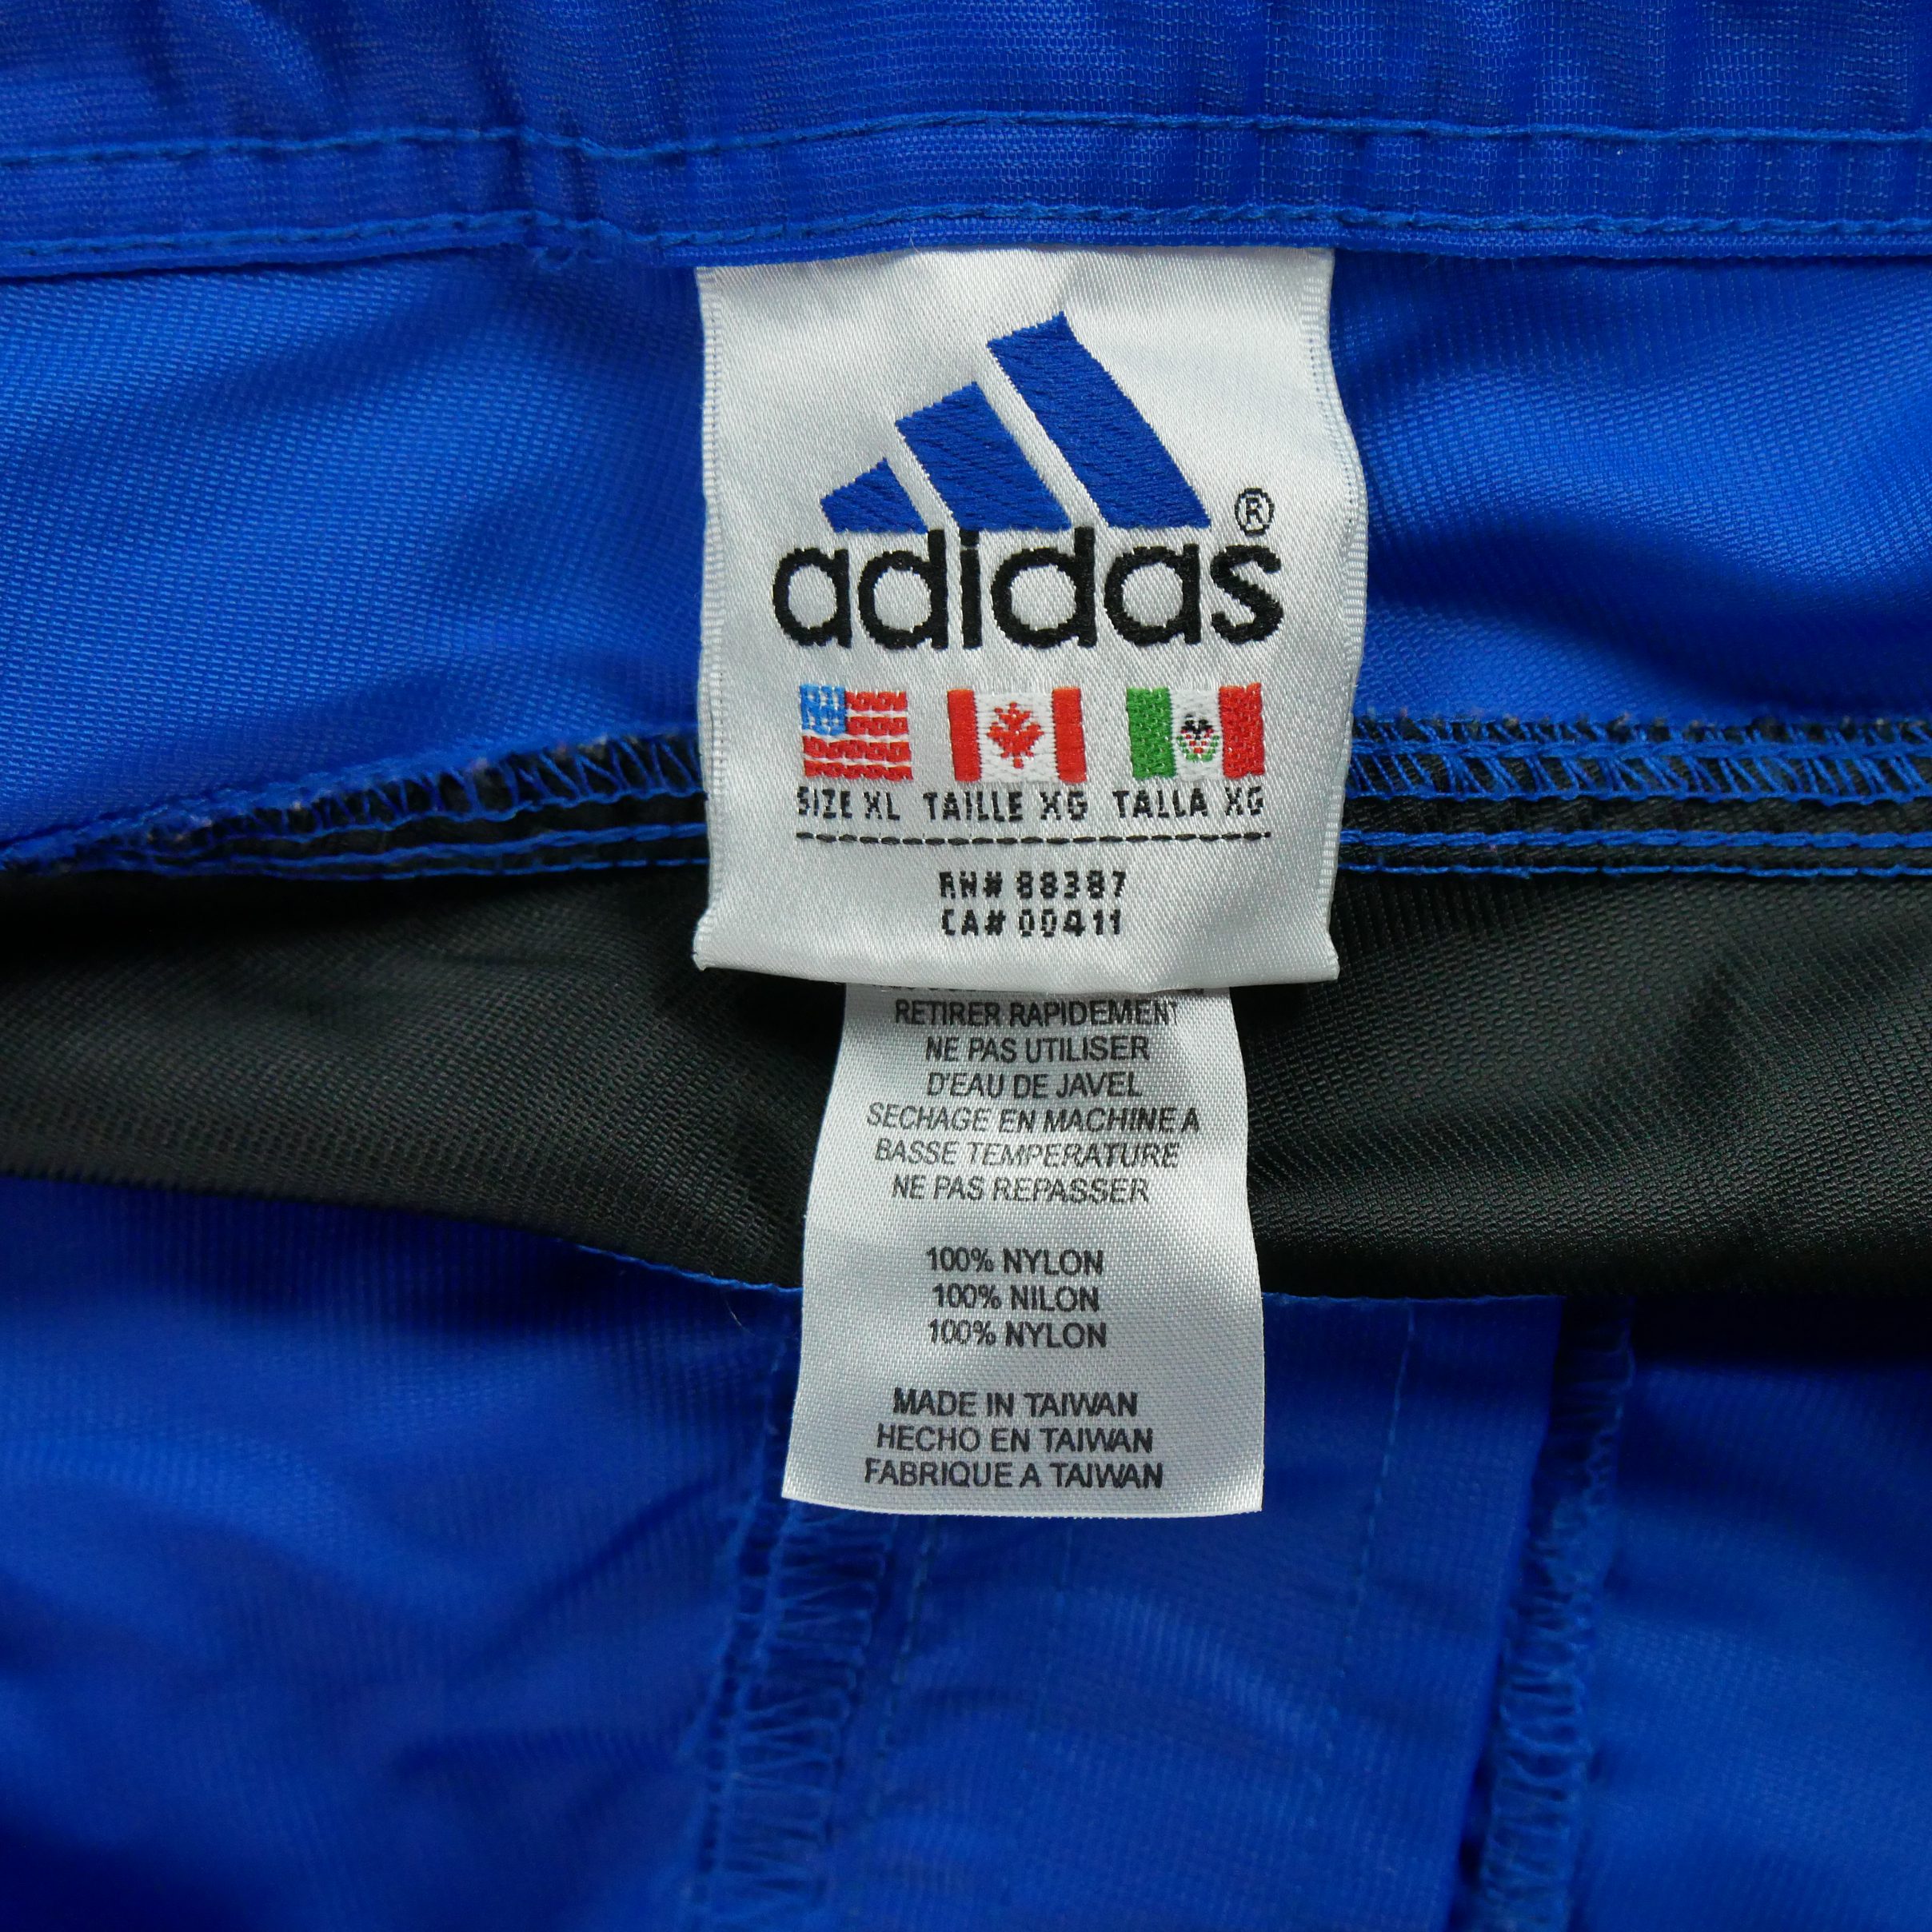 adidas®
SIZE XL TAILLE XG TALLA XG
RN# 88387
CA# 00411
RETIRER RAPIDEMENT
NE PAS UTILISER
D'EAU DE JAVEL
SECHAGE EN MACHINE A
BASSE TEMPERATURE
NE PAS REPASSER
100% NYLON
100% NILON
100% NYLON
MADE IN TAIWAN
HECHO EN TAIWAN
FABRIQUE A TAIWAN